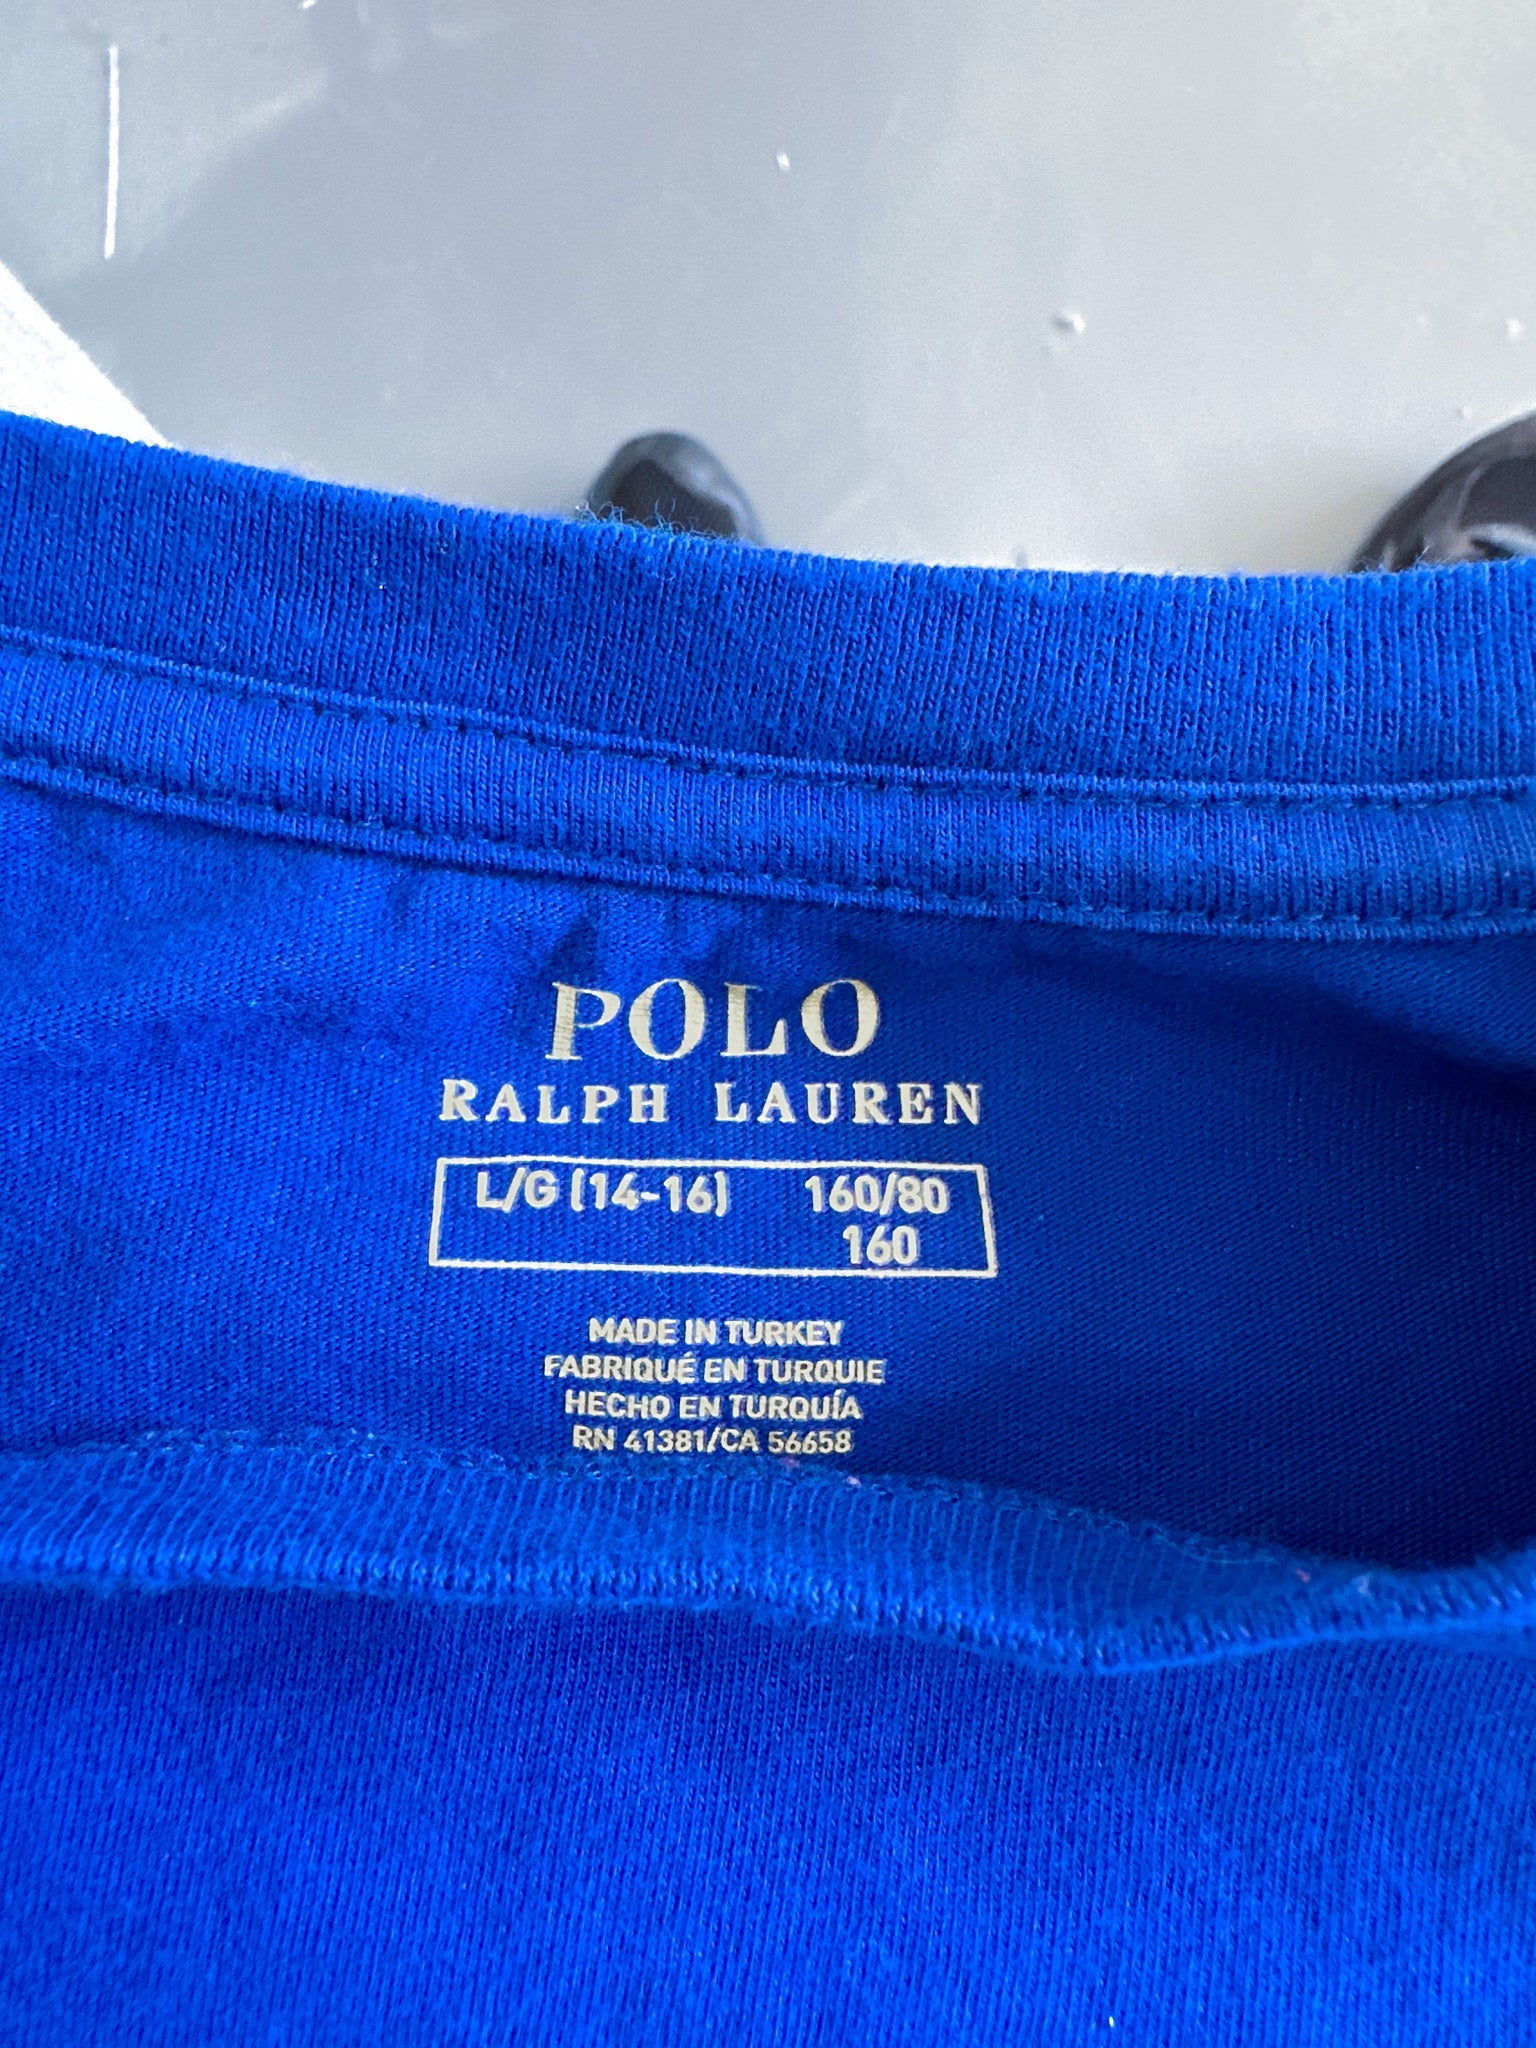 POLO
RALPH LAUREN
L/G (14-16) 160/80
160
MADE IN TURKEY
FABRIQUÉ EN TURQUIE
HECHO EN TURQUÍA
RN 41381/CA 56658